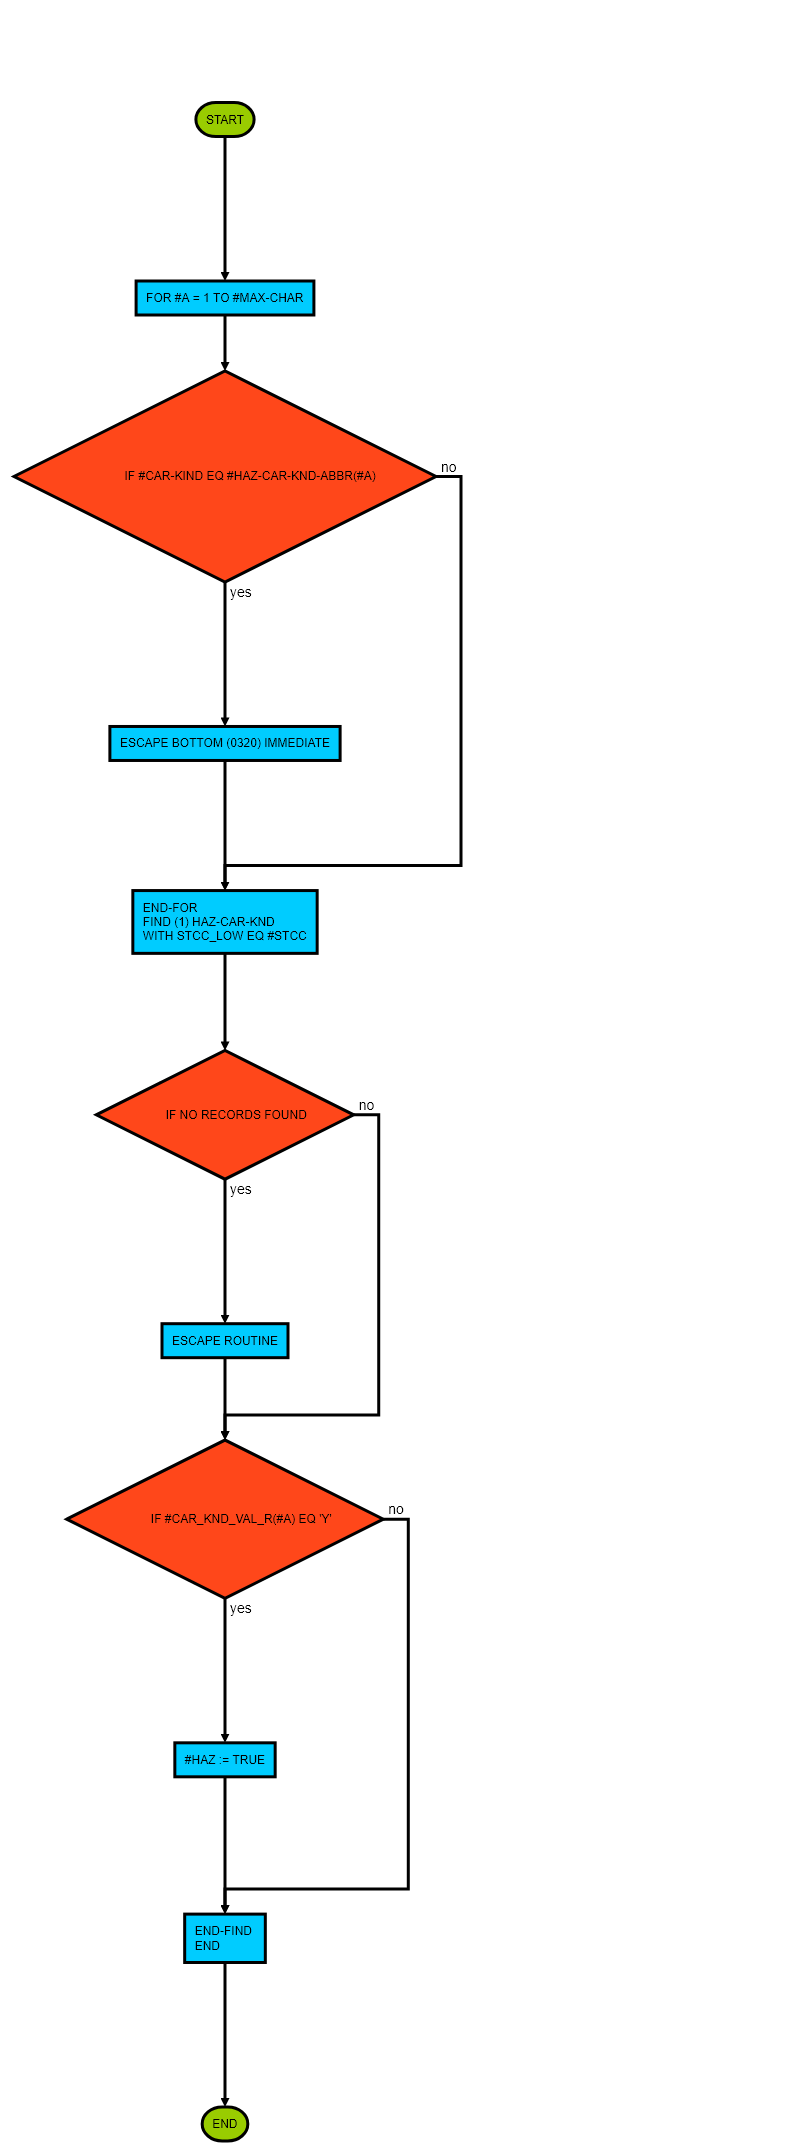 START
FOR #A = 1 TO #MAX-CHAR
IF #CAR-KIND EQ #HAZ-CAR-KND-ABBR(#A)
no
yes
ESCAPE BOTTOM (0320) IMMEDIATE
END-FOR
FIND (1) HAZ-CAR-KND
WITH STCC_LOW EQ #STCC
no
IF NO RECORDS FOUND
yes
ESCAPE ROUTINE
no
IF #CAR_KND_VAL_R(#A) EQ 'Y'
yes
#HAZ := TRUE
END-FIND
END
END